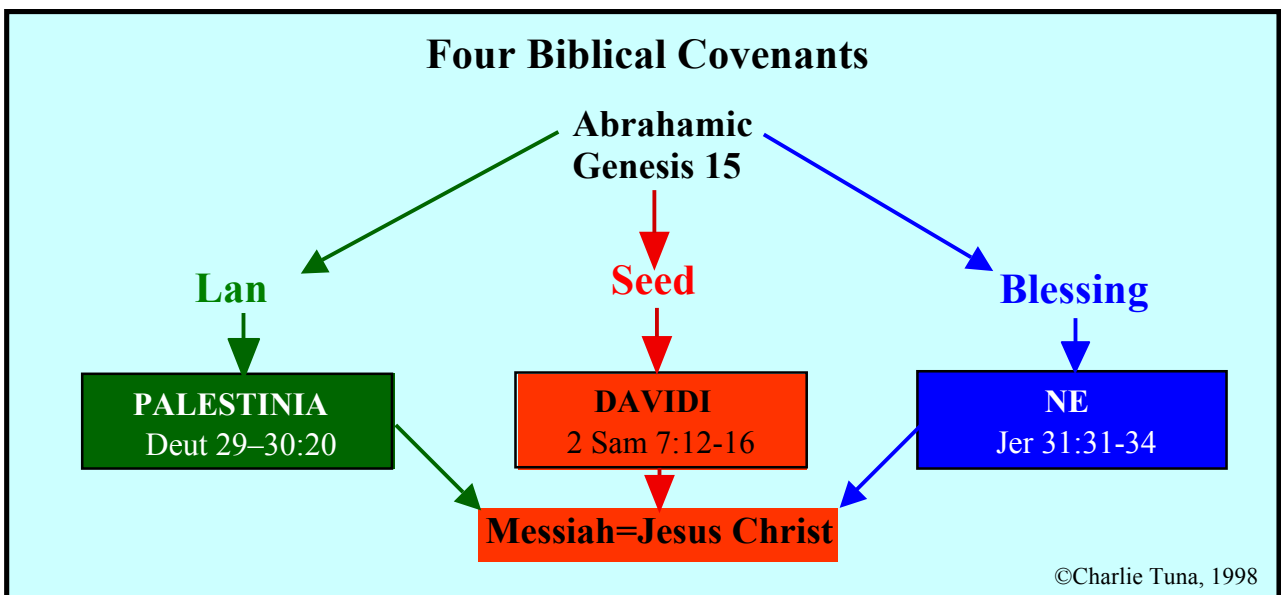 Four Biblical Covenants
Abrahamic
Genesis 15
Lan
Seed
Blessing
PALESTINIA
Deut 29–30:20
DAVIDI
2 Sam 7:12-16
NE
Jer 31:31-34
Messiah=Jesus Christ
©Charlie Tuna, 1998